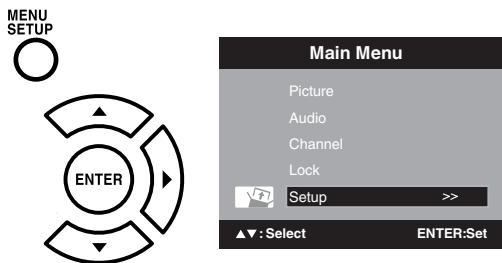 MENU
SETUP
ENTER
Main Menu
Picture
Audio
Channel
Lock
Setup >>
▲▼: Select ENTER:Set